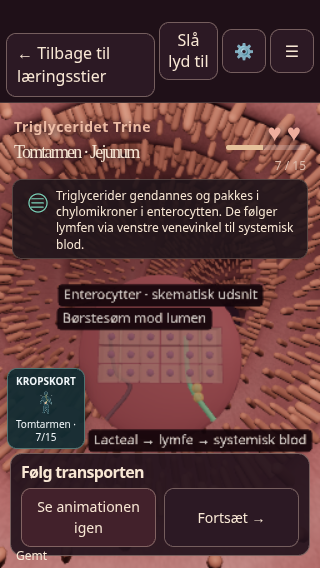 ← Tilbage til
læringsstier
Slå
lyd til
Triglyceridet Trine
Tomtarmen · Jejunum
7 / 15
Triglycerider gendannes og pakkes i
chylomikroner i enterocytten. De følger
lymfen via venstre venevinkel til systemisk
blod.
Enterocytter · skematisk udsnit
Børstesøm mod lumen
KROPSKORT
Tomtarmen ·
7/15
Lacteal → lymfe → systemisk blod
Følg transporten
Se animationen
igen
Fortsæt →
Gemt